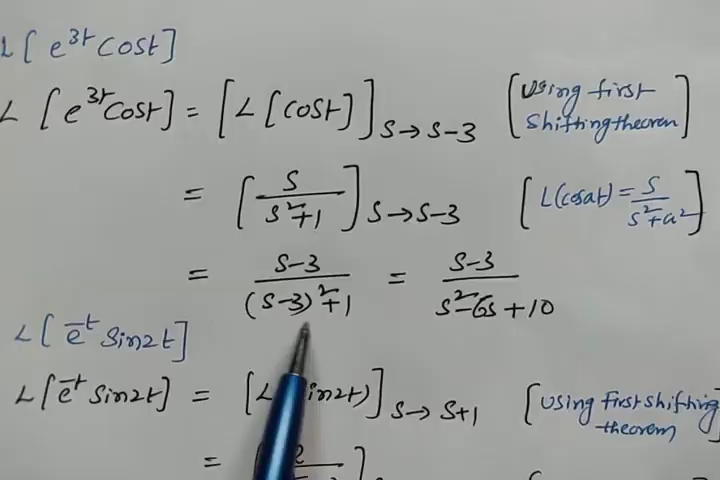 L[e^3t cost]
L[e^3t cost] = [L[cost]] s→s-3 [Using first shifting theorem]
= [s/(s²+1)] s→s-3 [L(cosat) = s/(s²+a²)]
= (s-3)/((s-3)²+1) = (s-3)/(s²-6s+10)
L[e^-t sin2t]
L[e^-t sin2t] = [L(sin2t)] s→s+1 [Using first shifting theorem]
=